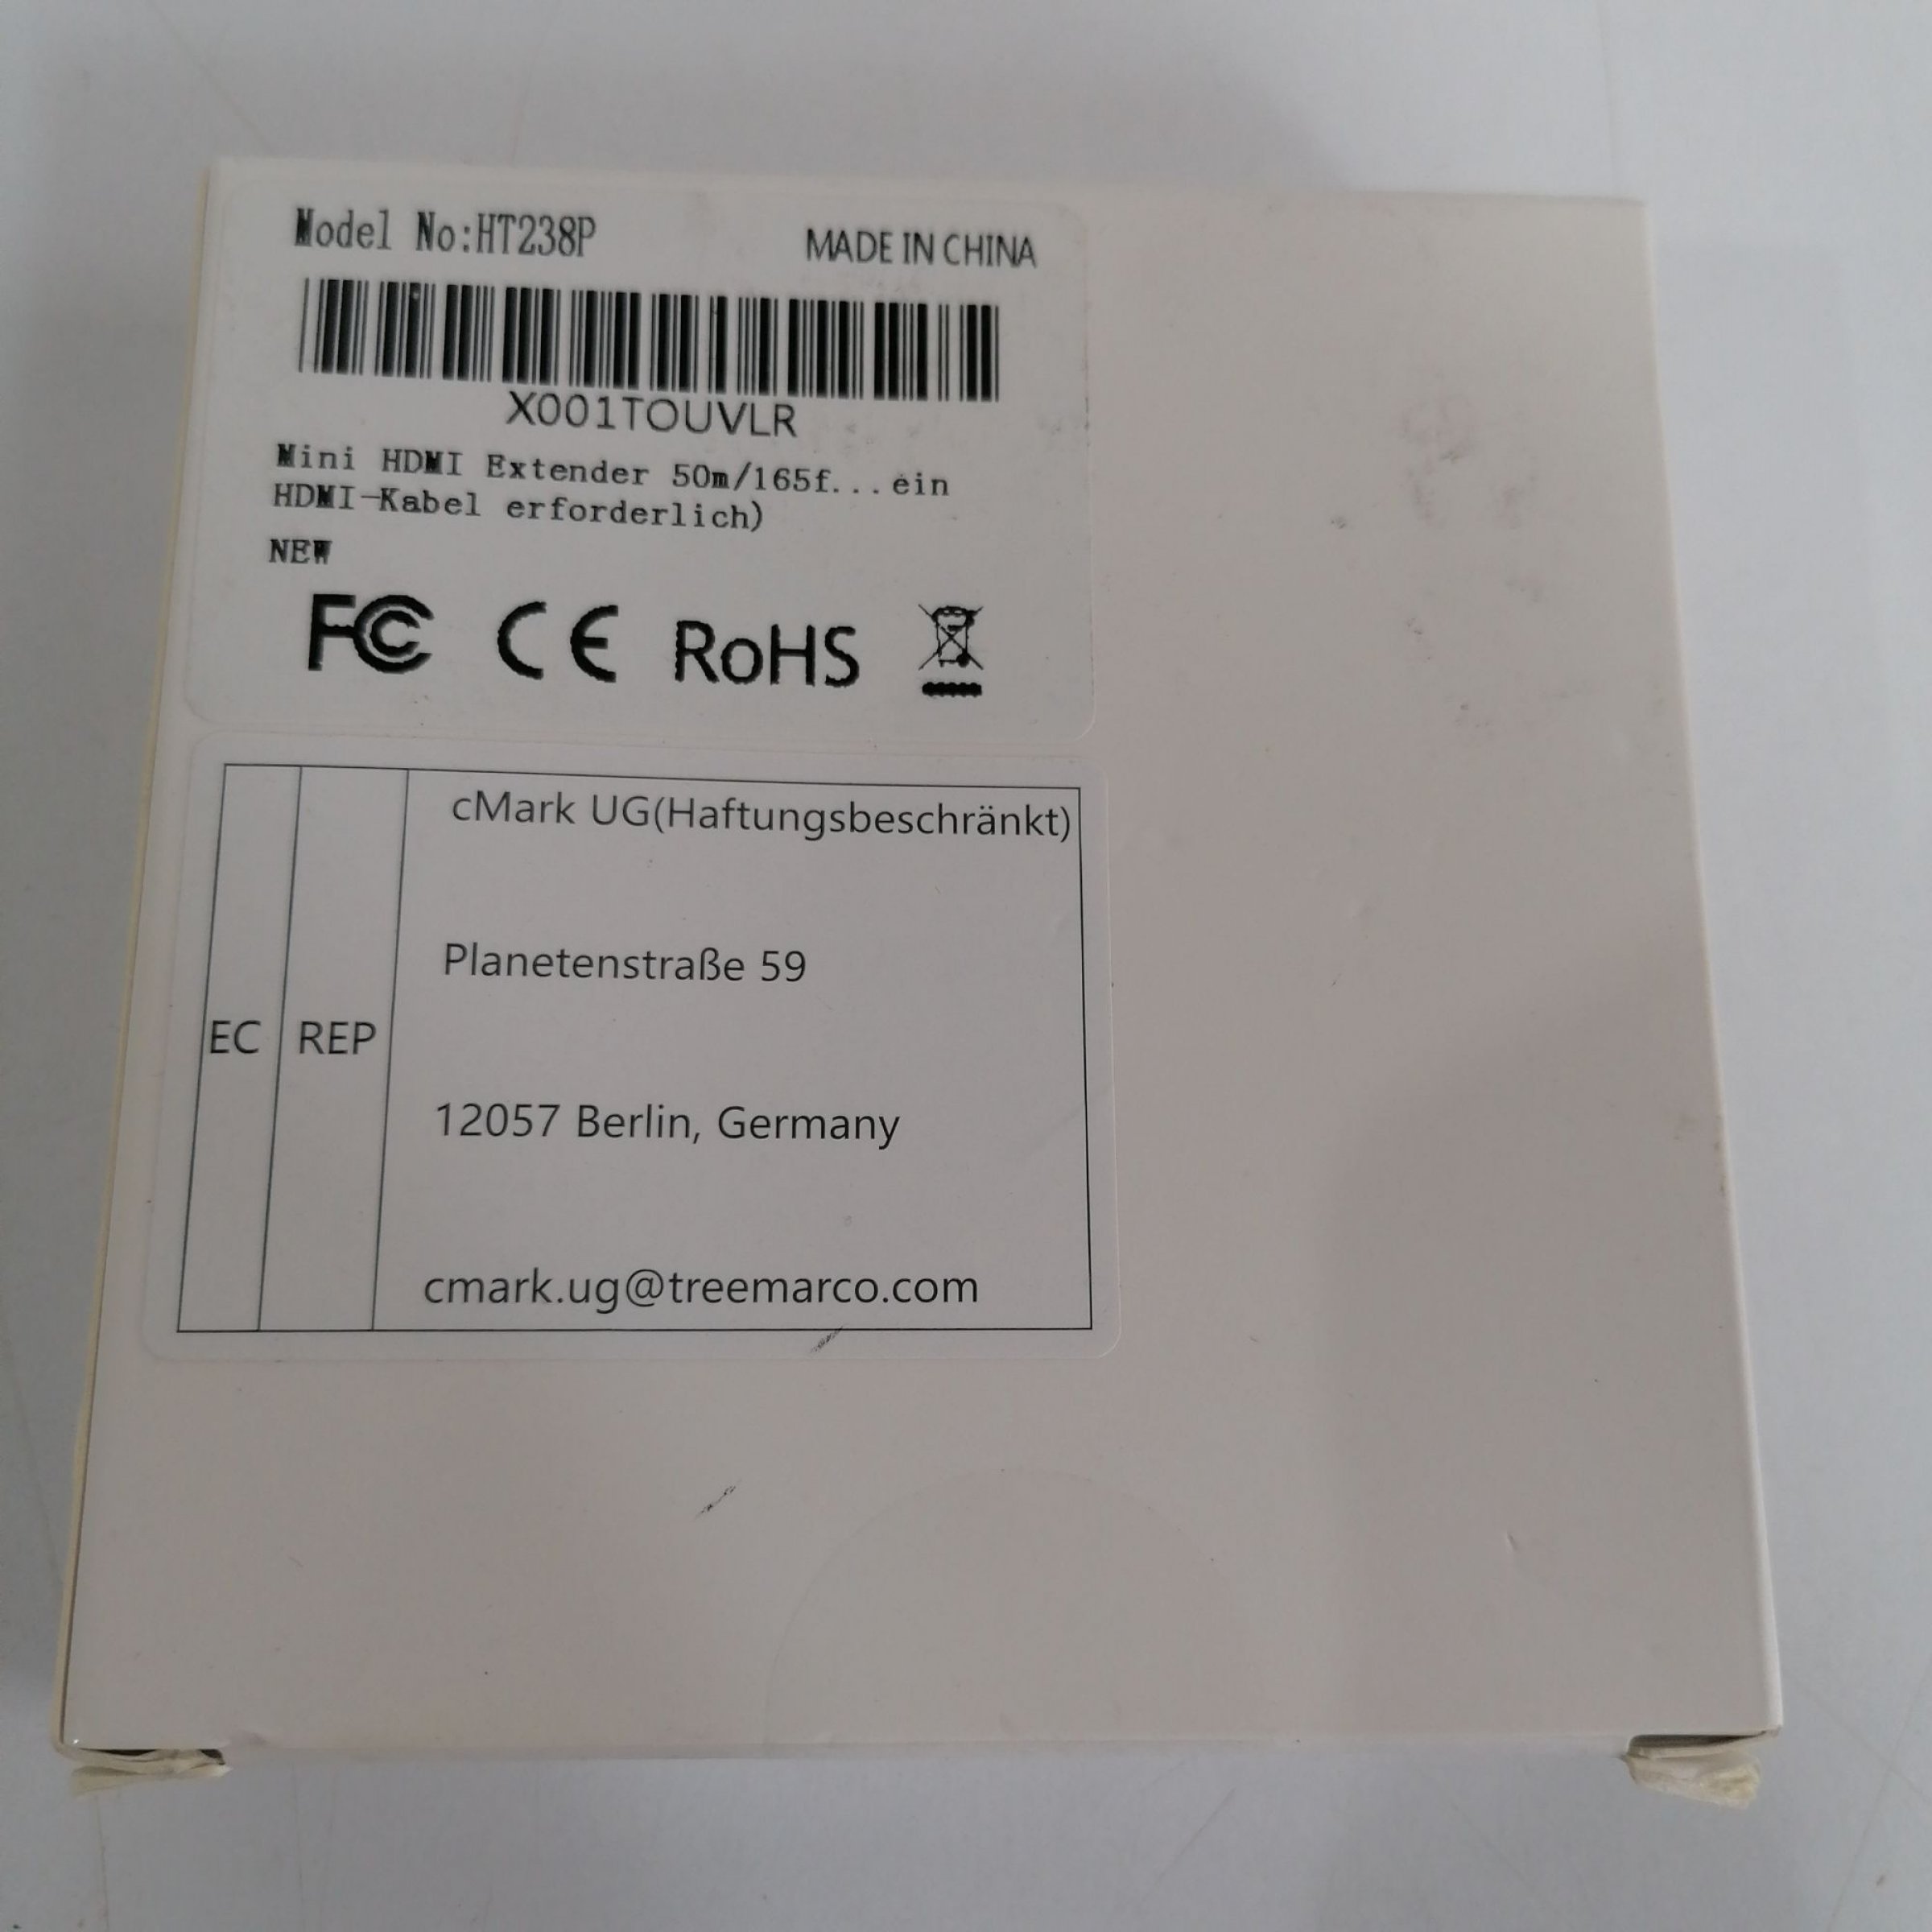 Model No:HT238P
MADE IN CHINA
X001TOUVLR
Mini HDMI Extender 50m/165f...ein
HDMI-Kabel erforderlich)
NEW
FC CE RoHS
cMark UG(Haftungsbeschränkt)
Planetenstraße 59
EC REP
12057 Berlin, Germany
cmark.ug@treemarco.com